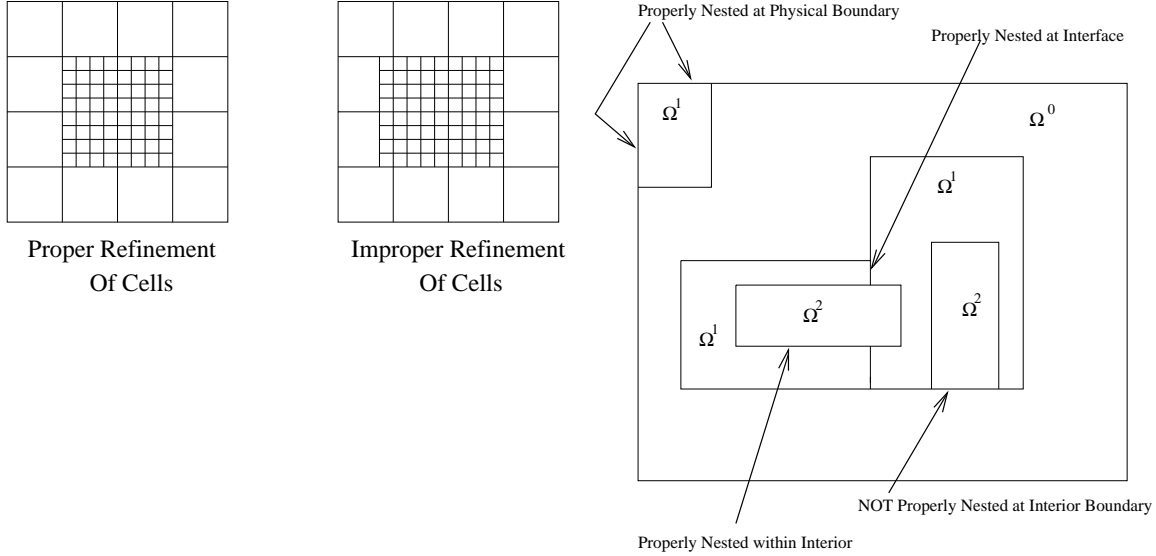 Properly Nested at Physical Boundary
Properly Nested at Interface
Ω¹
Ω⁰
Ω¹
Proper Refinement
Of Cells
Improper Refinement
Of Cells
Ω²
Ω²
Ω¹
NOT Properly Nested at Interior Boundary
Properly Nested within Interior